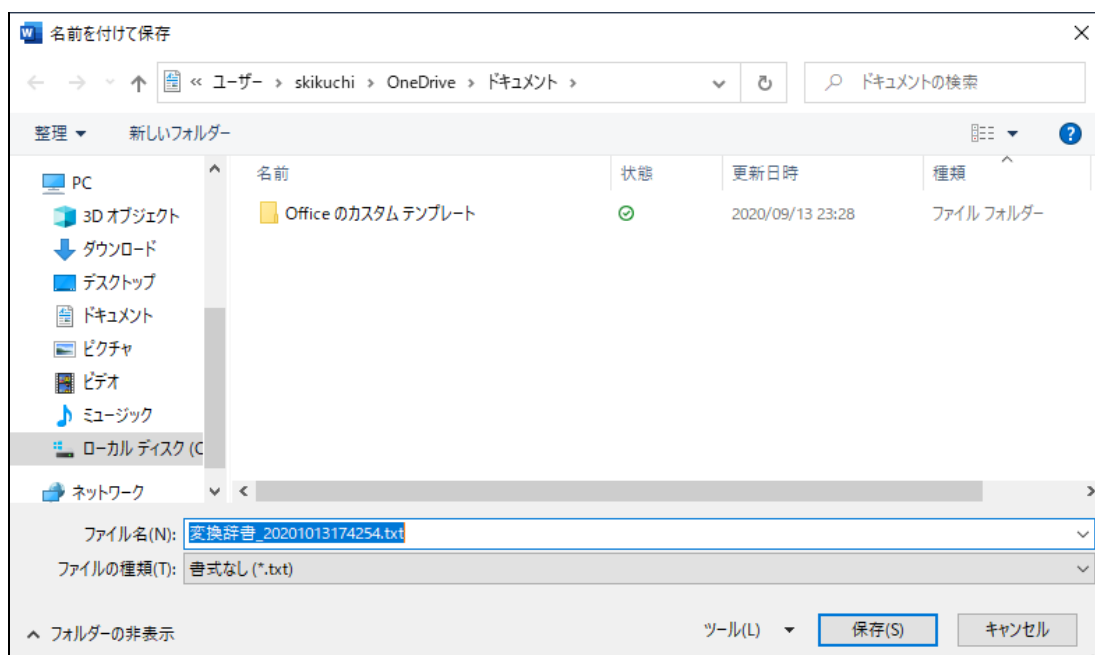 名前を付けて保存
« ユーザー › skikuchi › OneDrive › ドキュメント ›
ドキュメントの検索
整理
新しいフォルダー
PC
3D オブジェクト
ダウンロード
デスクトップ
ドキュメント
ピクチャ
ビデオ
ミュージック
ローカル ディスク (C
ネットワーク
名前 状態 更新日時 種類
Office のカスタム テンプレート 2020/09/13 23:28 ファイル フォルダー
ファイル名(N): 変換辞書_20201013174254.txt
ファイルの種類(T): 書式なし (*.txt)
フォルダーの非表示
ツール(L)
保存(S)
キャンセル